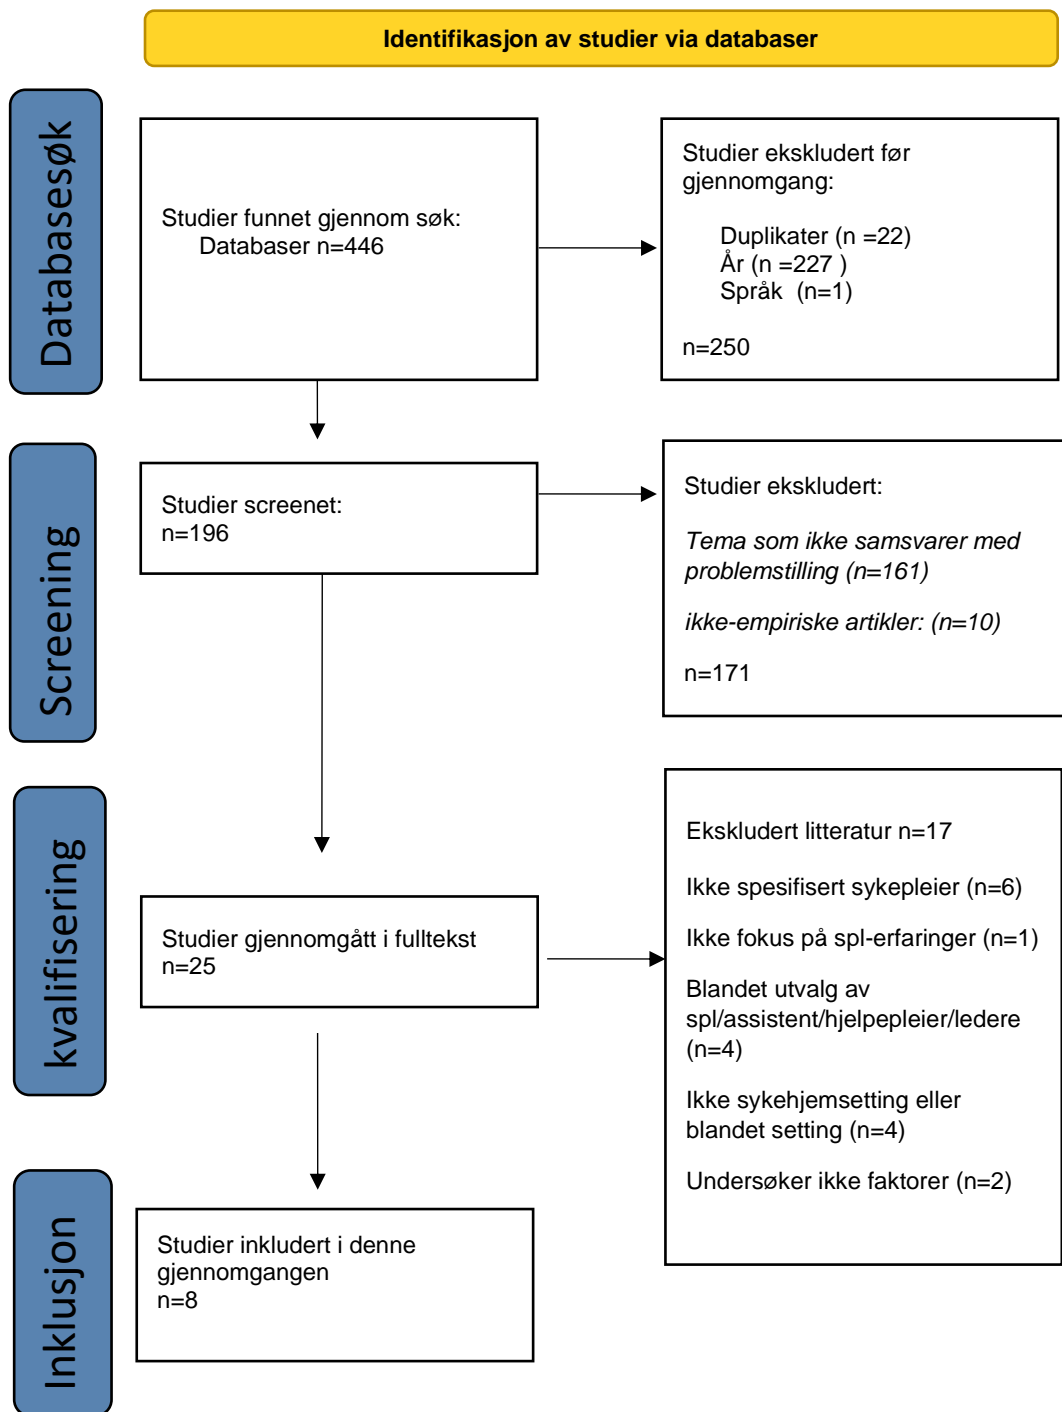 Identifikasjon av studier via databaser
Databasesøk
Studier funnet gjennom søk:
Databaser n=446
Studier ekskludert før
gjennomgang:
Duplikater (n =22)
År (n =227 )
Språk  (n=1)
n=250
Screening
Studier screenet:
n=196
Studier ekskludert:
Tema som ikke samsvarer med
problemstilling (n=161)
ikke-empiriske artikler: (n=10)
n=171
kvalifisering
Studier gjennomgått i fulltekst
n=25
Ekskludert litteratur n=17
Ikke spesifisert sykepleier (n=6)
Ikke fokus på spl-erfaringer (n=1)
Blandet utvalg av
spl/assistent/hjelpepleier/ledere
(n=4)
Ikke sykehjemsetting eller
blandet setting (n=4)
Undersøker ikke faktorer (n=2)
Inklusjon
Studier inkludert i denne
gjennomgangen
n=8